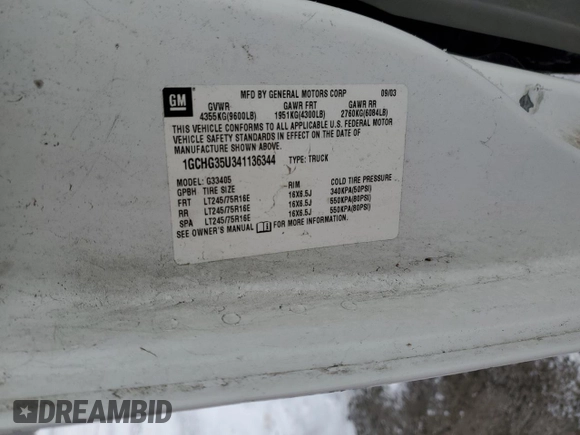 GM
MFD BY GENERAL MOTORS CORP 09/03
GVWR GAWR FRT GAWR RR
4355KG(9600LB) 1951KG(4300LB) 2760KG(6084LB)
THIS VEHICLE CONFORMS TO ALL APPLICABLE U.S. FEDERAL MOTOR
VEHICLE SAFETY STANDARDS IN EFFECT ON THE DATE OF
MANUFACTURE SHOWN ABOVE.
1GCHG35U341136344 TYPE: TRUCK
MODEL: G33405
GPBH TIRE SIZE RIM COLD TIRE PRESSURE
FRT LT245/75R16E 16X6.5J 340KPA(50PSI)
RR LT245/75R16E 16X6.5J 550KPA(80PSI)
SPA LT245/75R16E 16X6.5J 550KPA(80PSI)
SEE OWNER'S MANUAL FOR MORE INFORMATION.
DREAMBID